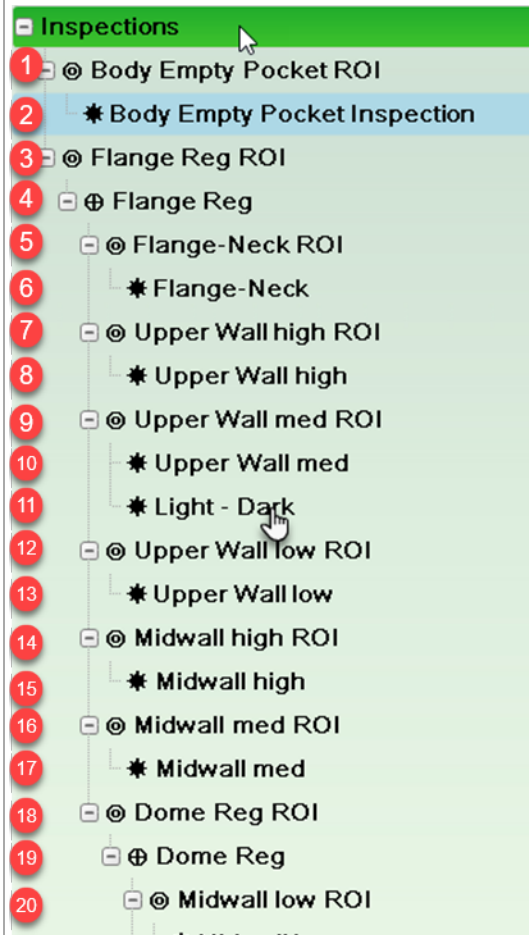 Inspections
1 Body Empty Pocket ROI
2 Body Empty Pocket Inspection
3 Flange Reg ROI
4 Flange Reg
5 Flange-Neck ROI
6 Flange-Neck
7 Upper Wall high ROI
8 Upper Wall high
9 Upper Wall med ROI
10 Upper Wall med
11 Light - Dark
12 Upper Wall low ROI
13 Upper Wall low
14 Midwall high ROI
15 Midwall high
16 Midwall med ROI
17 Midwall med
18 Dome Reg ROI
19 Dome Reg
20 Midwall low ROI